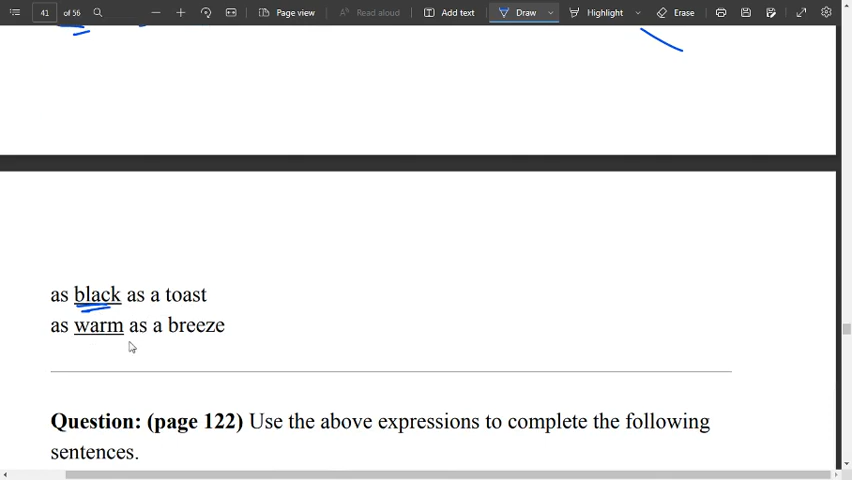 41 of 56 Page view Read aloud Add text Draw Highlight Erase
as black as a toast
as warm as a breeze
Question: (page 122) Use the above expressions to complete the following
sentences.